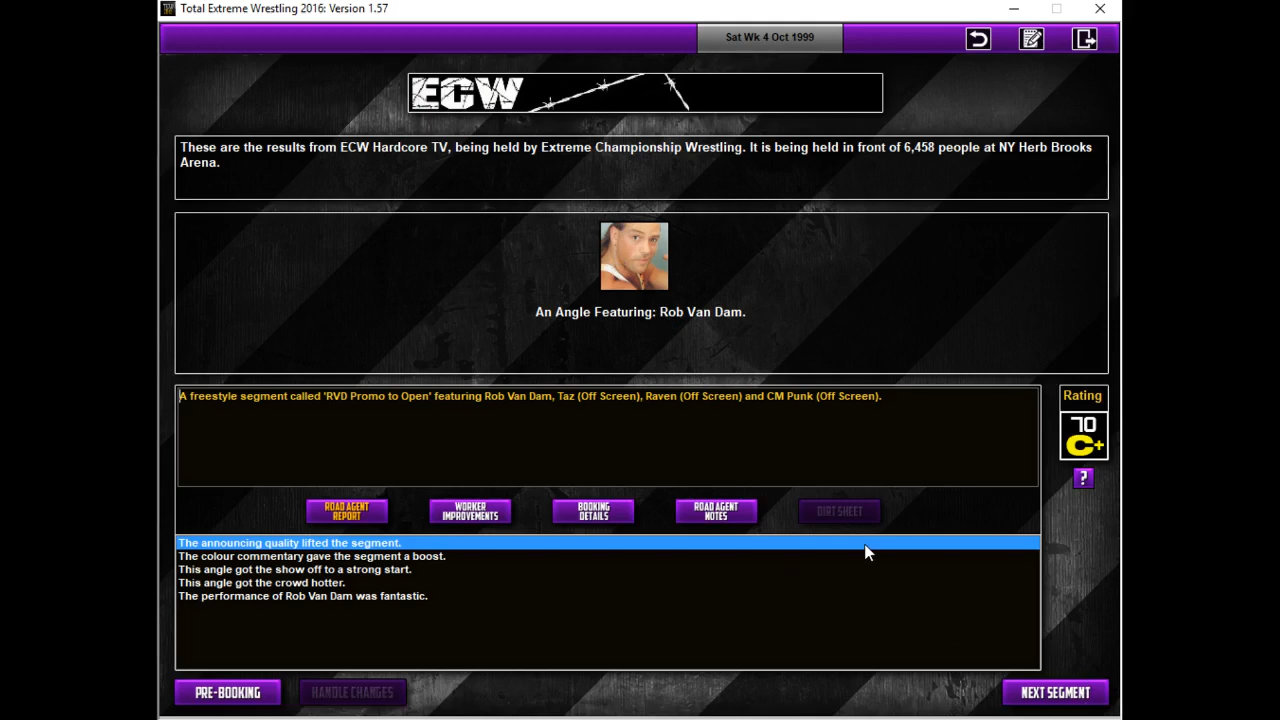 Total Extreme Wrestling 2016: Version 1.57
Sat Wk 4 Oct 1999
ECW
These are the results from ECW Hardcore TV, being held by Extreme Championship Wrestling. It is being held in front of 6,458 people at NY Herb Brooks
Arena.
An Angle Featuring: Rob Van Dam.
A freestyle segment called 'RVD Promo to Open' featuring Rob Van Dam, Taz (Off Screen), Raven (Off Screen) and CM Punk (Off Screen).
Rating
70
C+
?
ROAD AGENT
REPORT
WORKER
IMPROVEMENTS
BOOKING
DETAILS
ROAD AGENT
NOTES
DIRT SHEET
The announcing quality lifted the segment.
The colour commentary gave the segment a boost.
This angle got the show off to a strong start.
This angle got the crowd hotter.
The performance of Rob Van Dam was fantastic.
PRE-BOOKING
HANDLE CHANGES
NEXT SEGMENT